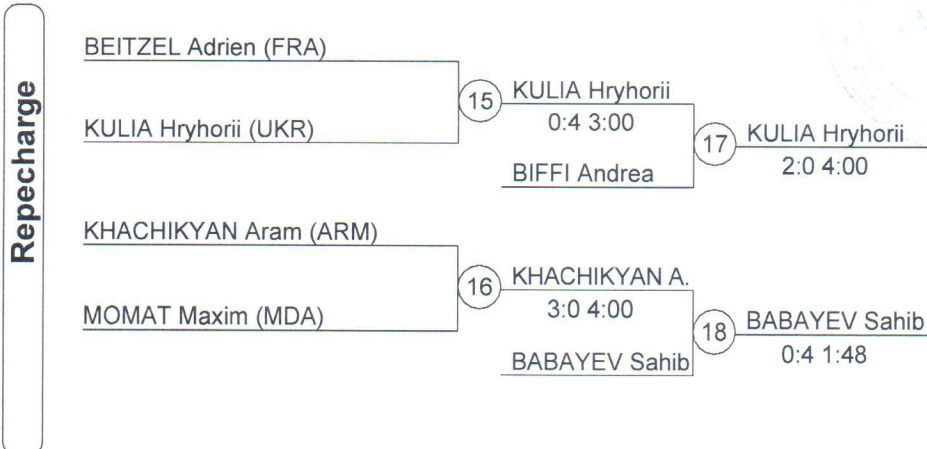 Repecharge
BEITZEL Adrien (FRA)
KULIA Hryhorii (UKR)
15
KULIA Hryhorii
0:4 3:00
BIFFI Andrea
17
KULIA Hryhorii
2:0 4:00
KHACHIKYAN Aram (ARM)
MOMAT Maxim (MDA)
16
KHACHIKYAN A.
3:0 4:00
BABAYEV Sahib
18
BABAYEV Sahib
0:4 1:48